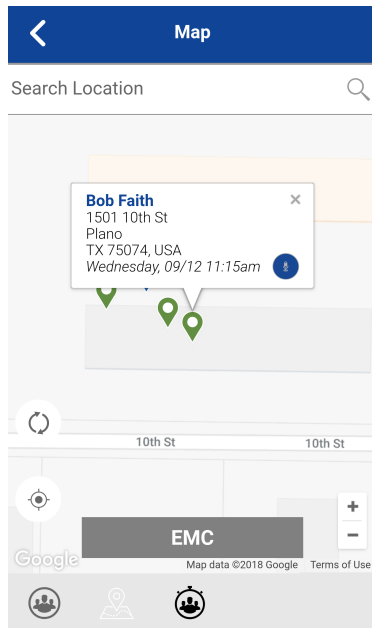 Map
Search Location
Bob Faith
×
1501 10th St
Plano
TX 75074, USA
Wednesday, 09/12 11:15am
10th St 10th St
+
−
EMC
Google
Map data ©2018 Google Terms of Use